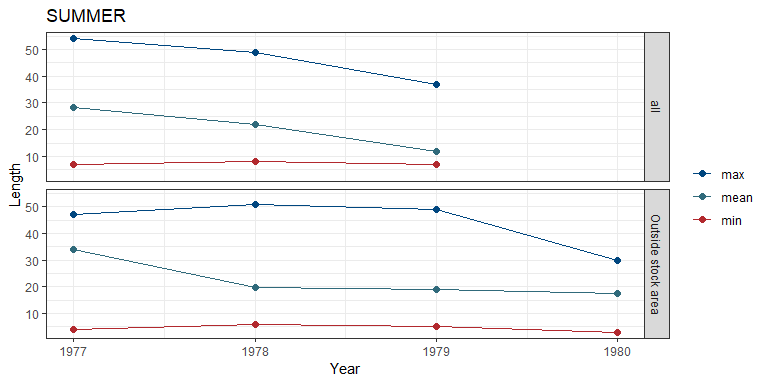 SUMMER
50
40
30
20
10
all
Length
50
40
30
20
10
Outside stock area
1977
1978
1979
1980
Year
max
mean
min